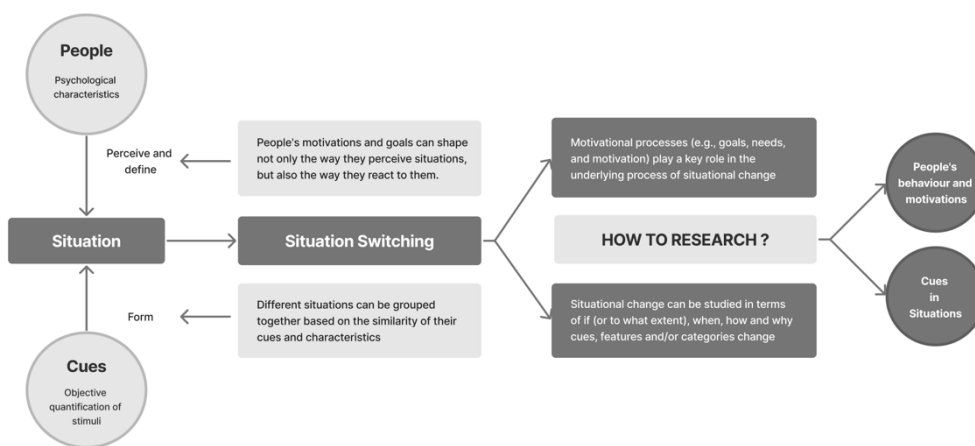 People
Psychological
characteristics
Perceive and
define
People's motivations and goals can shape
not only the way they perceive situations,
but also the way they react to them.
Motivational processes (e.g., goals, needs,
and motivation) play a key role in the
underlying process of situational change
People's
behaviour and
motivations
Situation
Situation Switching
HOW TO RESEARCH ?
Form
Different situations can be grouped
together based on the similarity of their
cues and characteristics
Situational change can be studied in terms
of if (or to what extent), when, how and why
cues, features and/or categories change
Cues
in
Situations
Cues
Objective
quantification of
stimuli